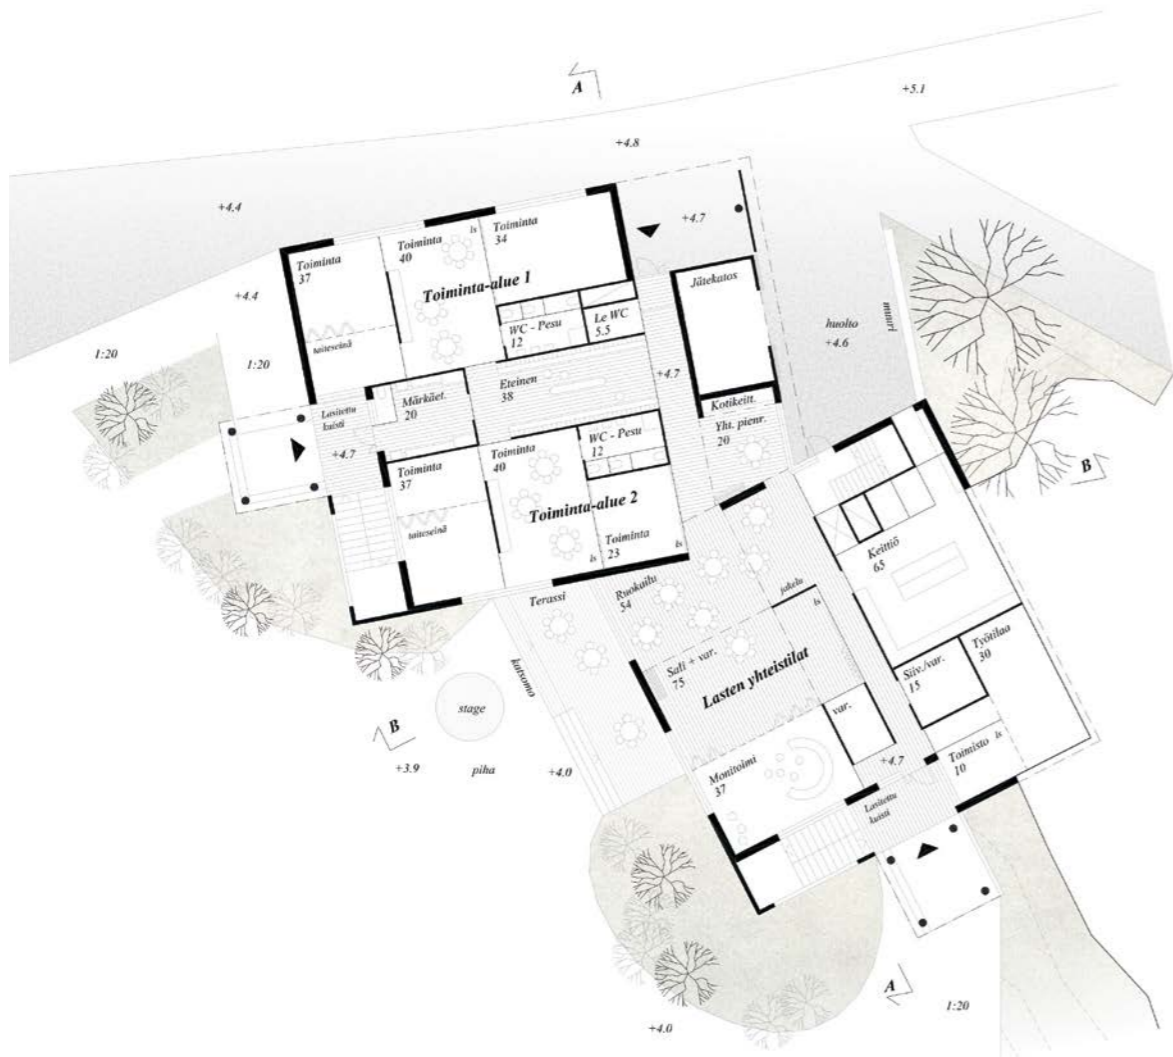 A
+5.1
+4.8
+4.4
+4.7
ls
Toiminta
34
Toiminta
40
Toiminta
37
Toiminta-alue 1
+4.4
Jätekatos
muuri
huolto
+4.6
WC - Pesu
12
Le WC
5.5
taiteseinä
1:20
1:20
+4.7
Eteinen
38
Märkäet.
20
Lasitettu
kuisti
+4.7
Kotikeitt.
Yht. pienr.
20
WC - Pesu
12
Toiminta
40
Toiminta
37
B
Toiminta-alue 2
taiteseinä
Toiminta
23
ls
ls
Keittiö
65
Ruokailu
54
jakelu
ls
Terassi
Sali + var.
75
Lasten yhteistilat
Työtilaa
30
Siiv./var.
15
katsomo
stage
B
var.
ls
Toimisto
10
+4.7
+3.9
piha
+4.0
Monitoimi
37
Lasitettu
kuisti
A
1:20
+4.0